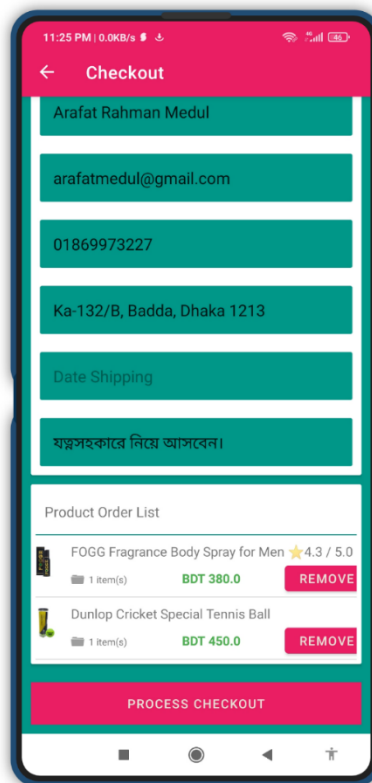 11:25 PM | 0.0KB/s
4G
46
Checkout
Arafat Rahman Medul
arafatmedul@gmail.com
01869973227
Ka-132/B, Badda, Dhaka 1213
Date Shipping
যত্নসহকারে নিয়ে আসবেন।
Product Order List
FOGG Fragrance Body Spray for Men ⭐4.3 / 5.0
1 item(s) BDT 380.0 REMOVE
Dunlop Cricket Special Tennis Ball
1 item(s) BDT 450.0 REMOVE
PROCESS CHECKOUT